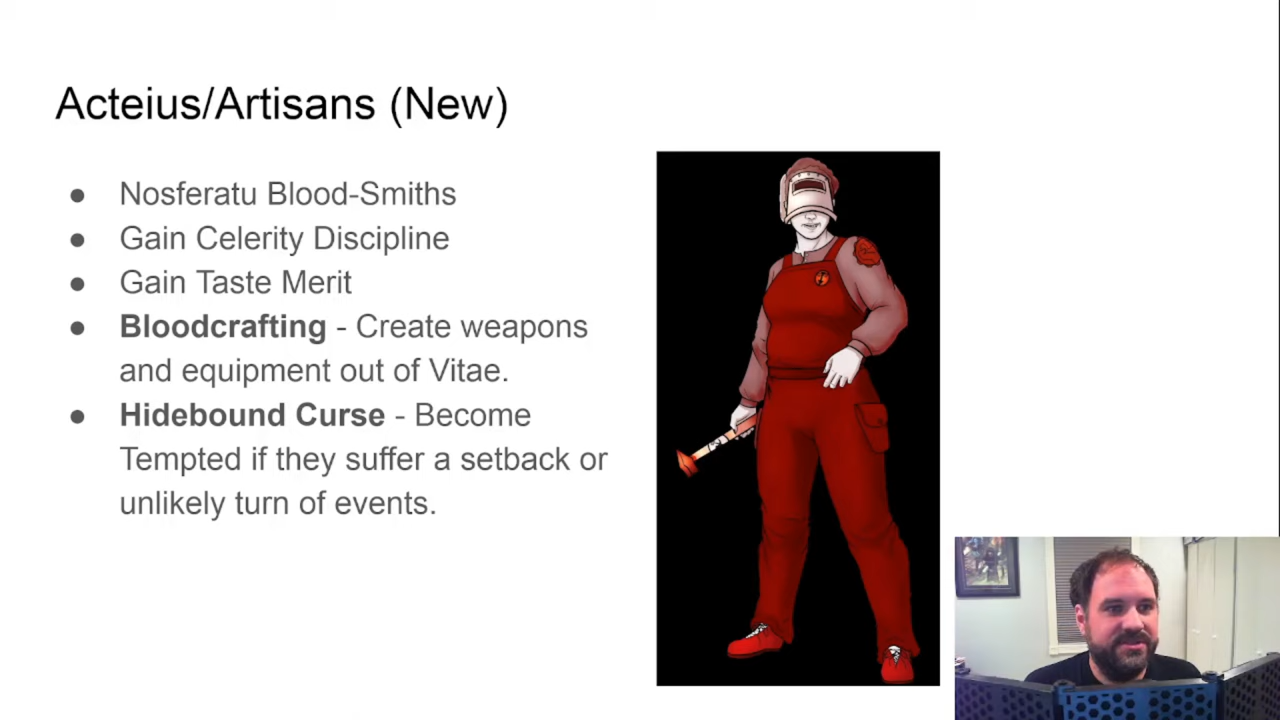 Acteius/Artisans (New)
● Nosferatu Blood-Smiths
● Gain Celerity Discipline
● Gain Taste Merit
● Bloodcrafting - Create weapons
and equipment out of Vitae.
● Hidebound Curse - Become
Tempted if they suffer a setback or
unlikely turn of events.